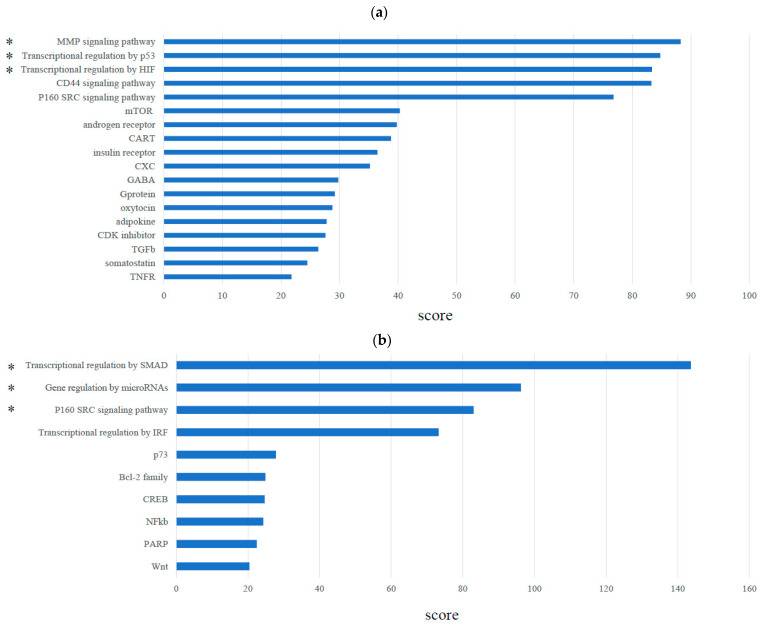 (a)
* MMP signaling pathway
* Transcriptional regulation by p53
* Transcriptional regulation by HIF
CD44 signaling pathway
P160 SRC signaling pathway
mTOR
androgen receptor
CART
insulin receptor
CXC
GABA
Gprotein
oxytocin
adipokine
CDK inhibitor
TGFb
somatostatin
TNFR
0 10 20 30 40 50 60 70 80 90 100
score
(b)
* Transcriptional regulation by SMAD
* Gene regulation by microRNAs
* P160 SRC signaling pathway
Transcriptional regulation by IRF
p73
Bcl-2 family
CREB
NFkb
PARP
Wnt
0 20 40 60 80 100 120 140 160
score